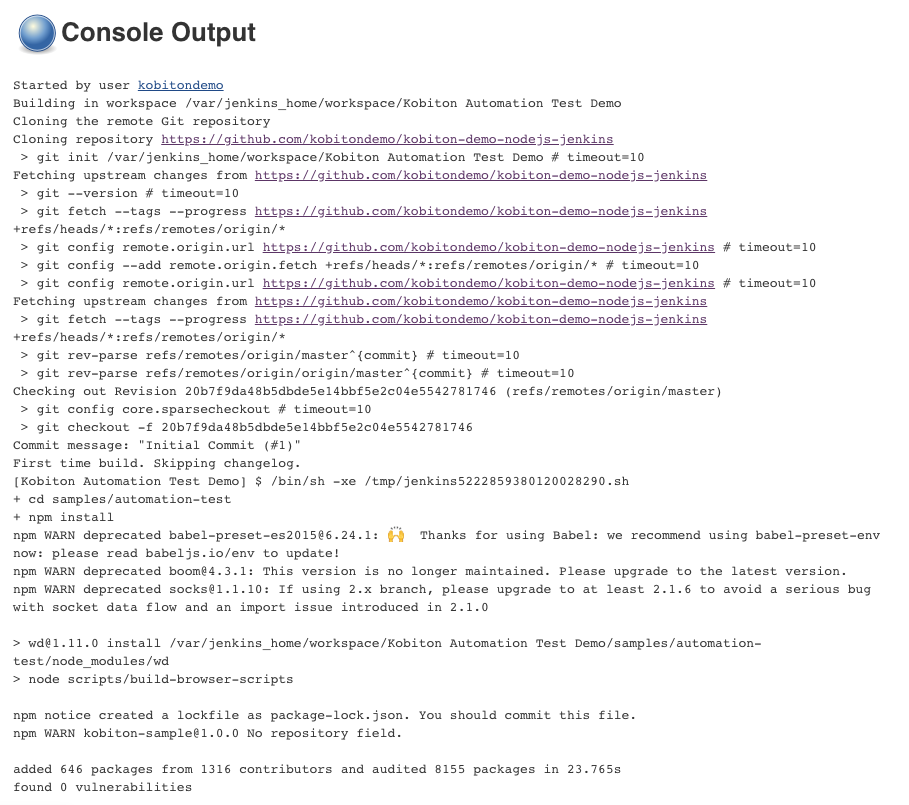 Console Output
Started by user kobitondemo
Building in workspace /var/jenkins_home/workspace/Kobiton Automation Test Demo
Cloning the remote Git repository
Cloning repository https://github.com/kobitondemo/kobiton-demo-nodejs-jenkins
 > git init /var/jenkins_home/workspace/Kobiton Automation Test Demo # timeout=10
Fetching upstream changes from https://github.com/kobitondemo/kobiton-demo-nodejs-jenkins
 > git --version # timeout=10
 > git fetch --tags --progress https://github.com/kobitondemo/kobiton-demo-nodejs-jenkins
+refs/heads/*:refs/remotes/origin/*
 > git config remote.origin.url https://github.com/kobitondemo/kobiton-demo-nodejs-jenkins # timeout=10
 > git config --add remote.origin.fetch +refs/heads/*:refs/remotes/origin/* # timeout=10
 > git config remote.origin.url https://github.com/kobitondemo/kobiton-demo-nodejs-jenkins # timeout=10
Fetching upstream changes from https://github.com/kobitondemo/kobiton-demo-nodejs-jenkins
 > git fetch --tags --progress https://github.com/kobitondemo/kobiton-demo-nodejs-jenkins
+refs/heads/*:refs/remotes/origin/*
 > git rev-parse refs/remotes/origin/master^{commit} # timeout=10
 > git rev-parse refs/remotes/origin/origin/master^{commit} # timeout=10
Checking out Revision 20b7f9da48b5dbde5e14bbf5e2c04e5542781746 (refs/remotes/origin/master)
 > git config core.sparsecheckout # timeout=10
 > git checkout -f 20b7f9da48b5dbde5e14bbf5e2c04e5542781746
Commit message: "Initial Commit (#1)"
First time build. Skipping changelog.
[Kobiton Automation Test Demo] $ /bin/sh -xe /tmp/jenkins5222859380120028290.sh
+ cd samples/automation-test
+ npm install
npm WARN deprecated babel-preset-es2015@6.24.1: 🙌  Thanks for using Babel: we recommend using babel-preset-env
now: please read babeljs.io/env to update!
npm WARN deprecated boom@4.3.1: This version is no longer maintained. Please upgrade to the latest version.
npm WARN deprecated socks@1.1.10: If using 2.x branch, please upgrade to at least 2.1.6 to avoid a serious bug
with socket data flow and an import issue introduced in 2.1.0
> wd@1.11.0 install /var/jenkins_home/workspace/Kobiton Automation Test Demo/samples/automation-
test/node_modules/wd
> node scripts/build-browser-scripts
npm notice created a lockfile as package-lock.json. You should commit this file.
npm WARN kobiton-sample@1.0.0 No repository field.
added 646 packages from 1316 contributors and audited 8155 packages in 23.765s
found 0 vulnerabilities